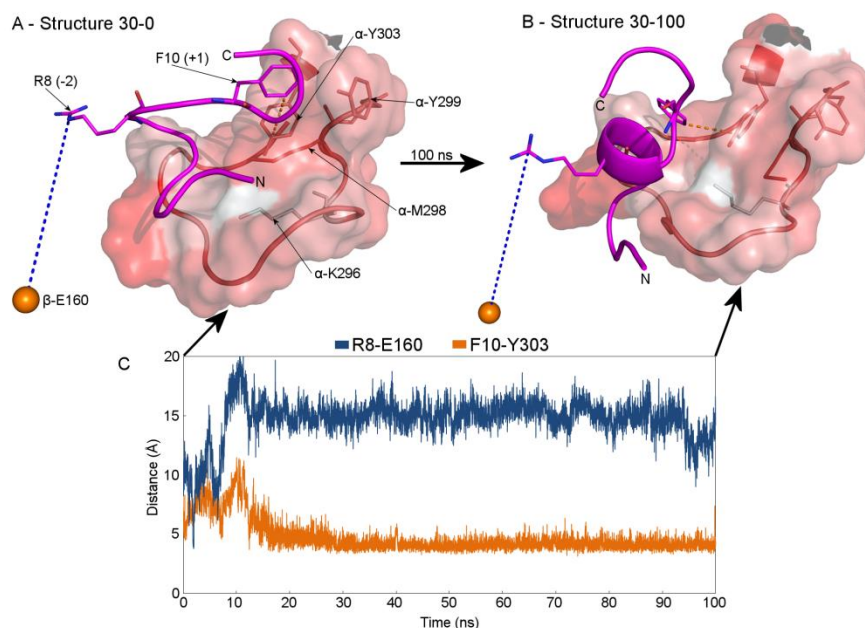 A - Structure 30-0
B - Structure 30-100
C
α-Y303
F10 (+1)
R8 (-2)
α-Y299
C
100 ns
N
α-M298
α-K296
N
β-E160
R8-E160
F10-Y303
C
20
15
10
5
0
Distance (Å)
0
10
20
30
40
50
60
70
80
90
100
Time (ns)